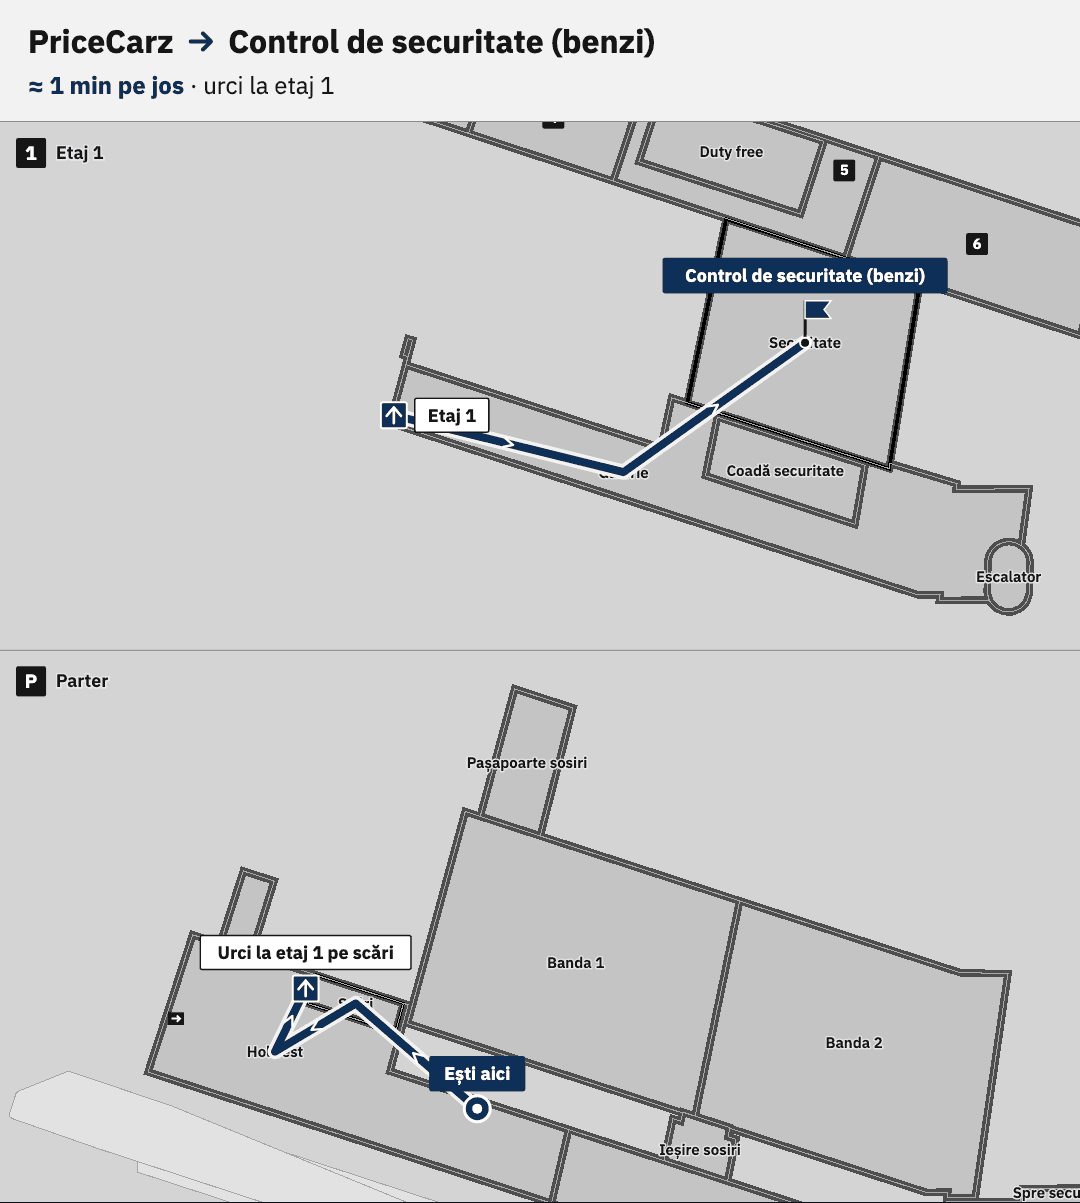 PriceCarz → Control de securitate (benzi)
≈ 1 min pe jos · urci la etaj 1
1 Etaj 1
Duty free
5
6
Control de securitate (benzi)
Etaj 1
Coadă securitate
Escalator
P Parter
Pașapoarte sosiri
Urci la etaj 1 pe scări
Banda 1
Banda 2
Ești aici
Ieșire sosiri
Spre secu